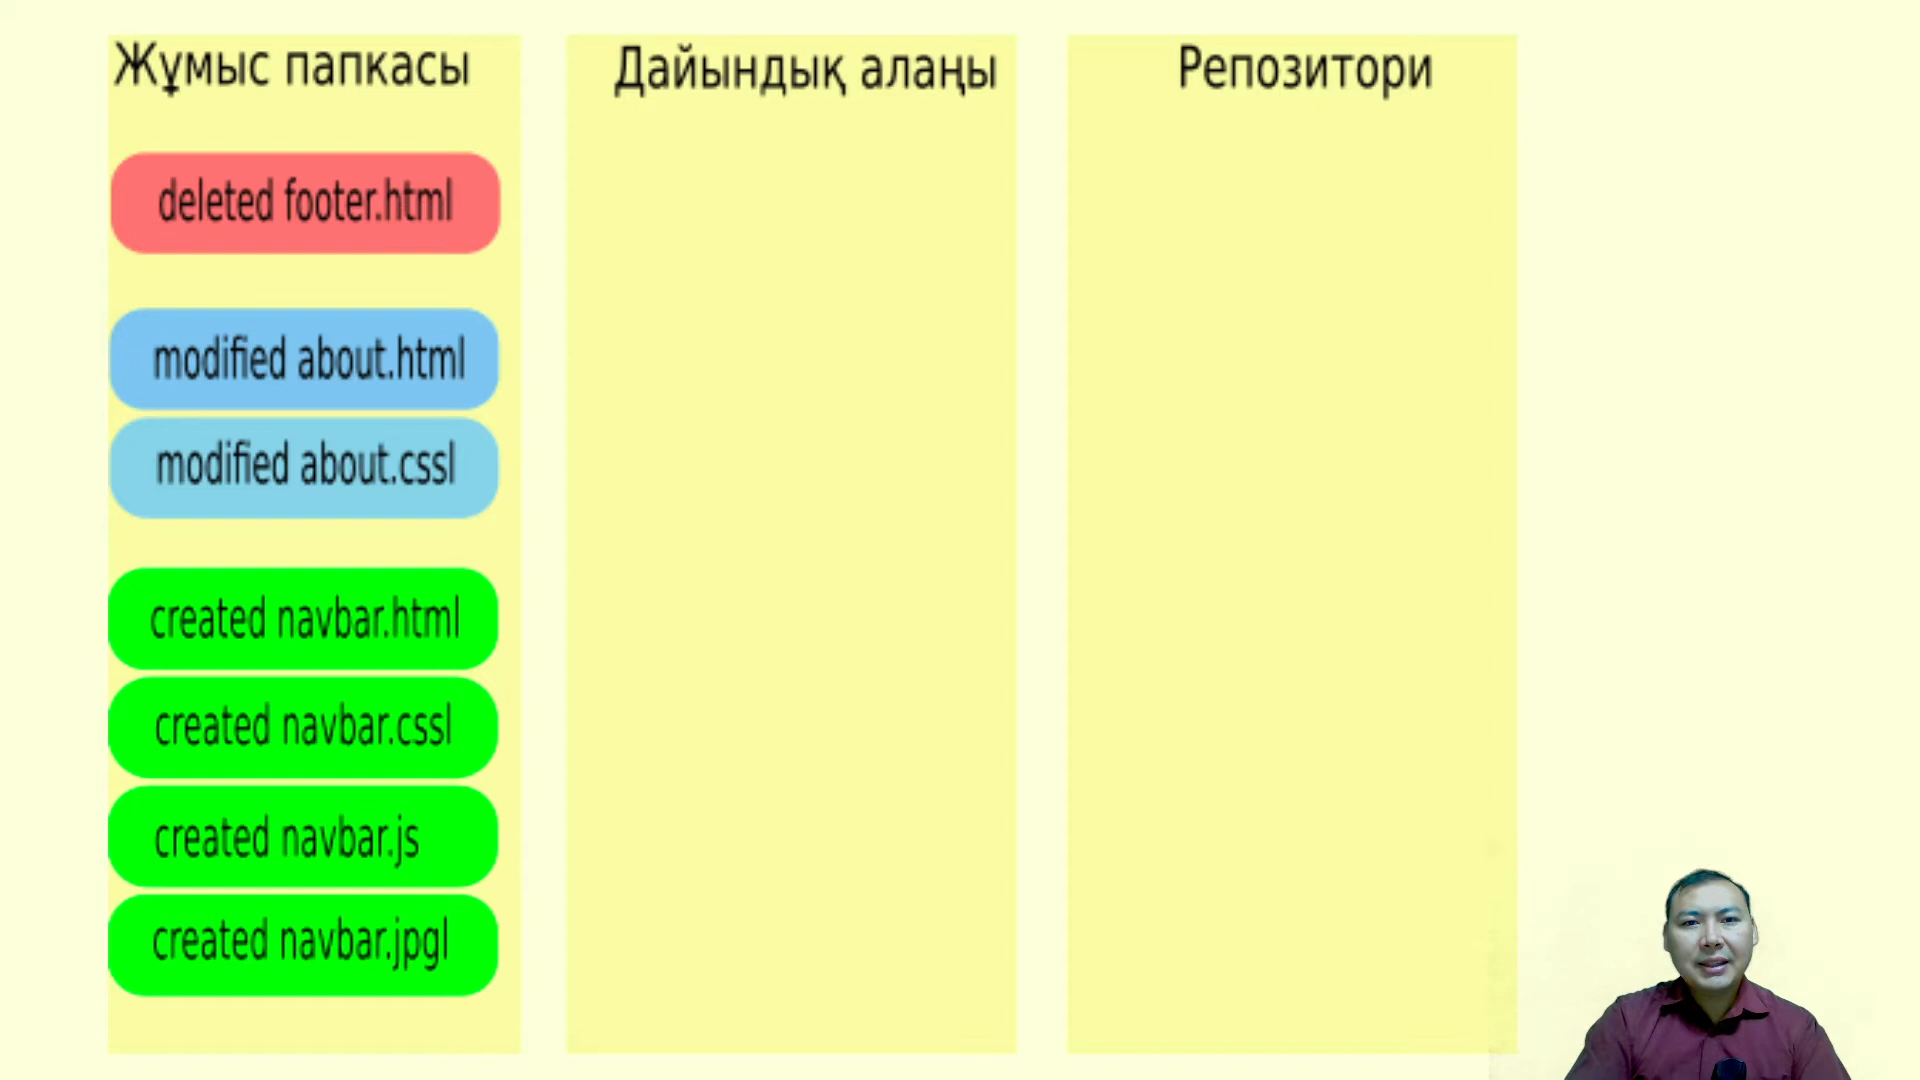 Жұмыс папкасы
deleted footer.html
modified about.html
modified about.cssl
created navbar.html
created navbar.cssl
created navbar.js
created navbar.jpgl
Дайындық алаңы
Репозитори